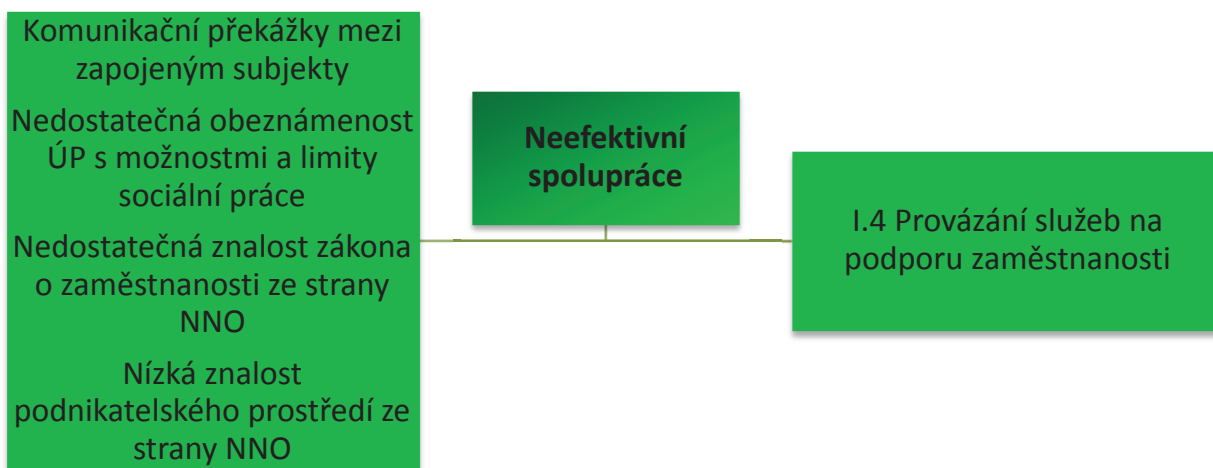 Komunikační překážky mezi
zapojeným subjekty
Nedostatečná obeznámenost
ÚP s možnostmi a limity
sociální práce
Nedostatečná znalost zákona
o zaměstnanosti ze strany
NNO
Nízká znalost
podnikatelského prostředí ze
strany NNO
Neefektivní
spolupráce
I.4 Provázání služeb na
podporu zaměstnanosti